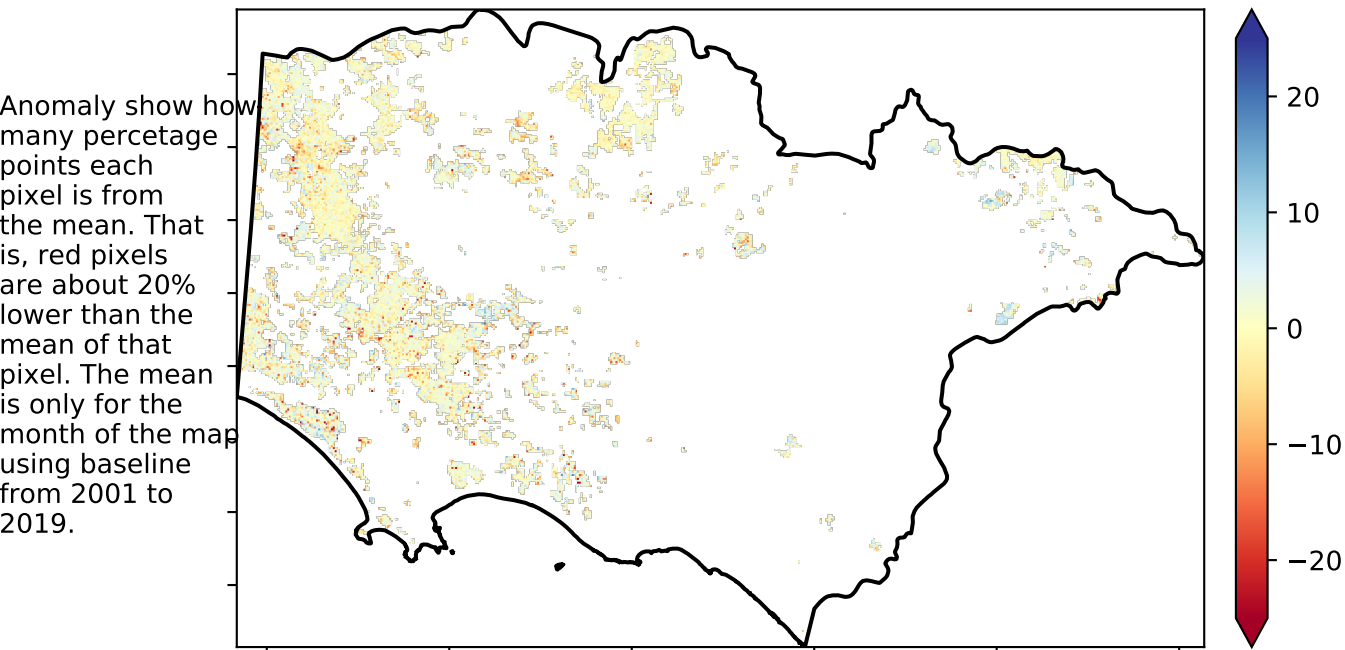 Anomaly show how
many percetage
points each
pixel is from
the mean. That
is, red pixels
are about 20%
lower than the
mean of that
pixel. The mean
is only for the
month of the map
using baseline
from 2001 to
2019.
20
10
0
−10
−20